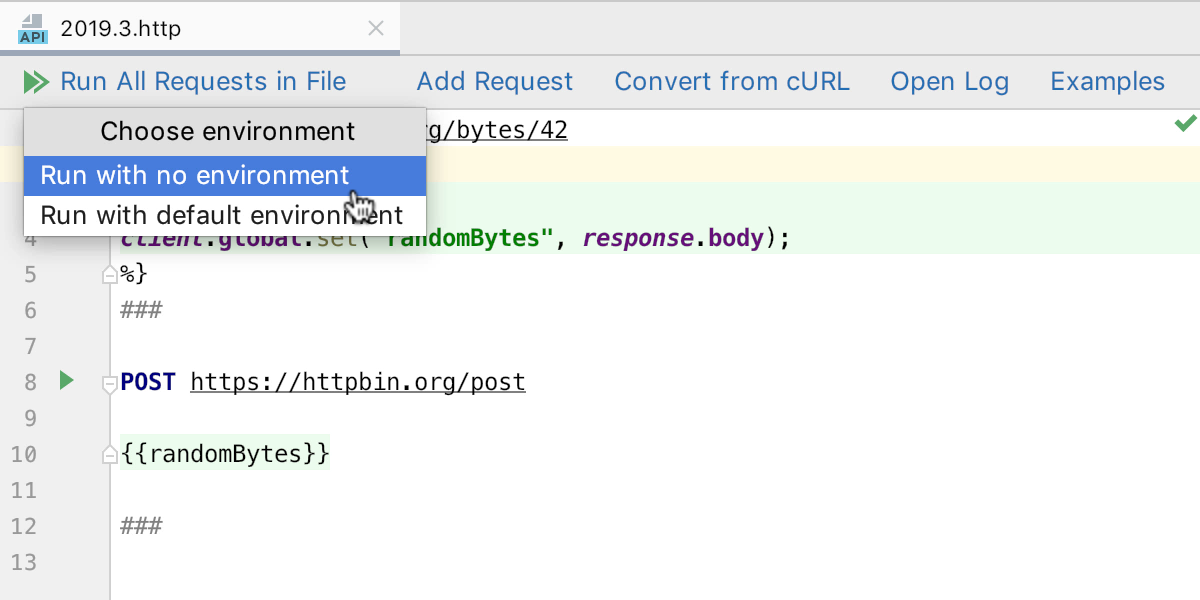 API 2019.3.http
Run All Requests in File Add Request Convert from cURL Open Log Examples
Choose environment
g/bytes/42
Run with no environment
Run with default environment
4 client.global.set("randomBytes", response.body);
5 %}
6 ###
7
8 POST https://httpbin.org/post
9
10 {{randomBytes}}
11
12 ###
13